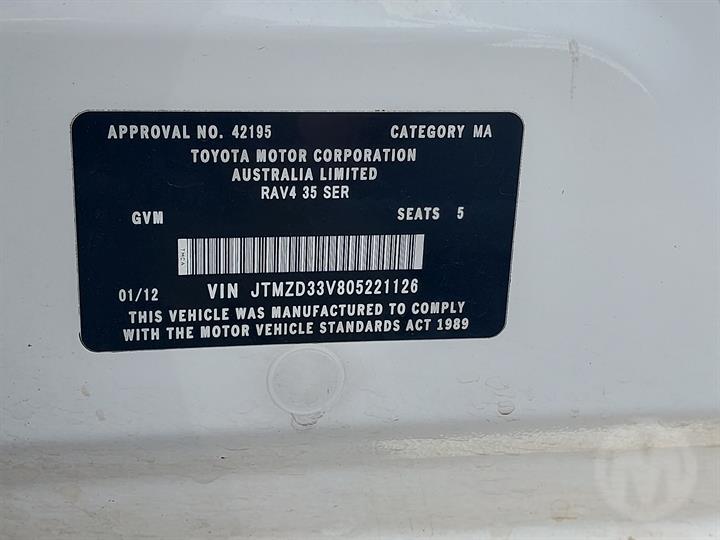 APPROVAL NO. 42195 CATEGORY MA
TOYOTA MOTOR CORPORATION
AUSTRALIA LIMITED
RAV4 35 SER
GVM SEATS 5
TMCA
01/12 VIN JTMZD33V805221126
THIS VEHICLE WAS MANUFACTURED TO COMPLY
WITH THE MOTOR VEHICLE STANDARDS ACT 1989
M